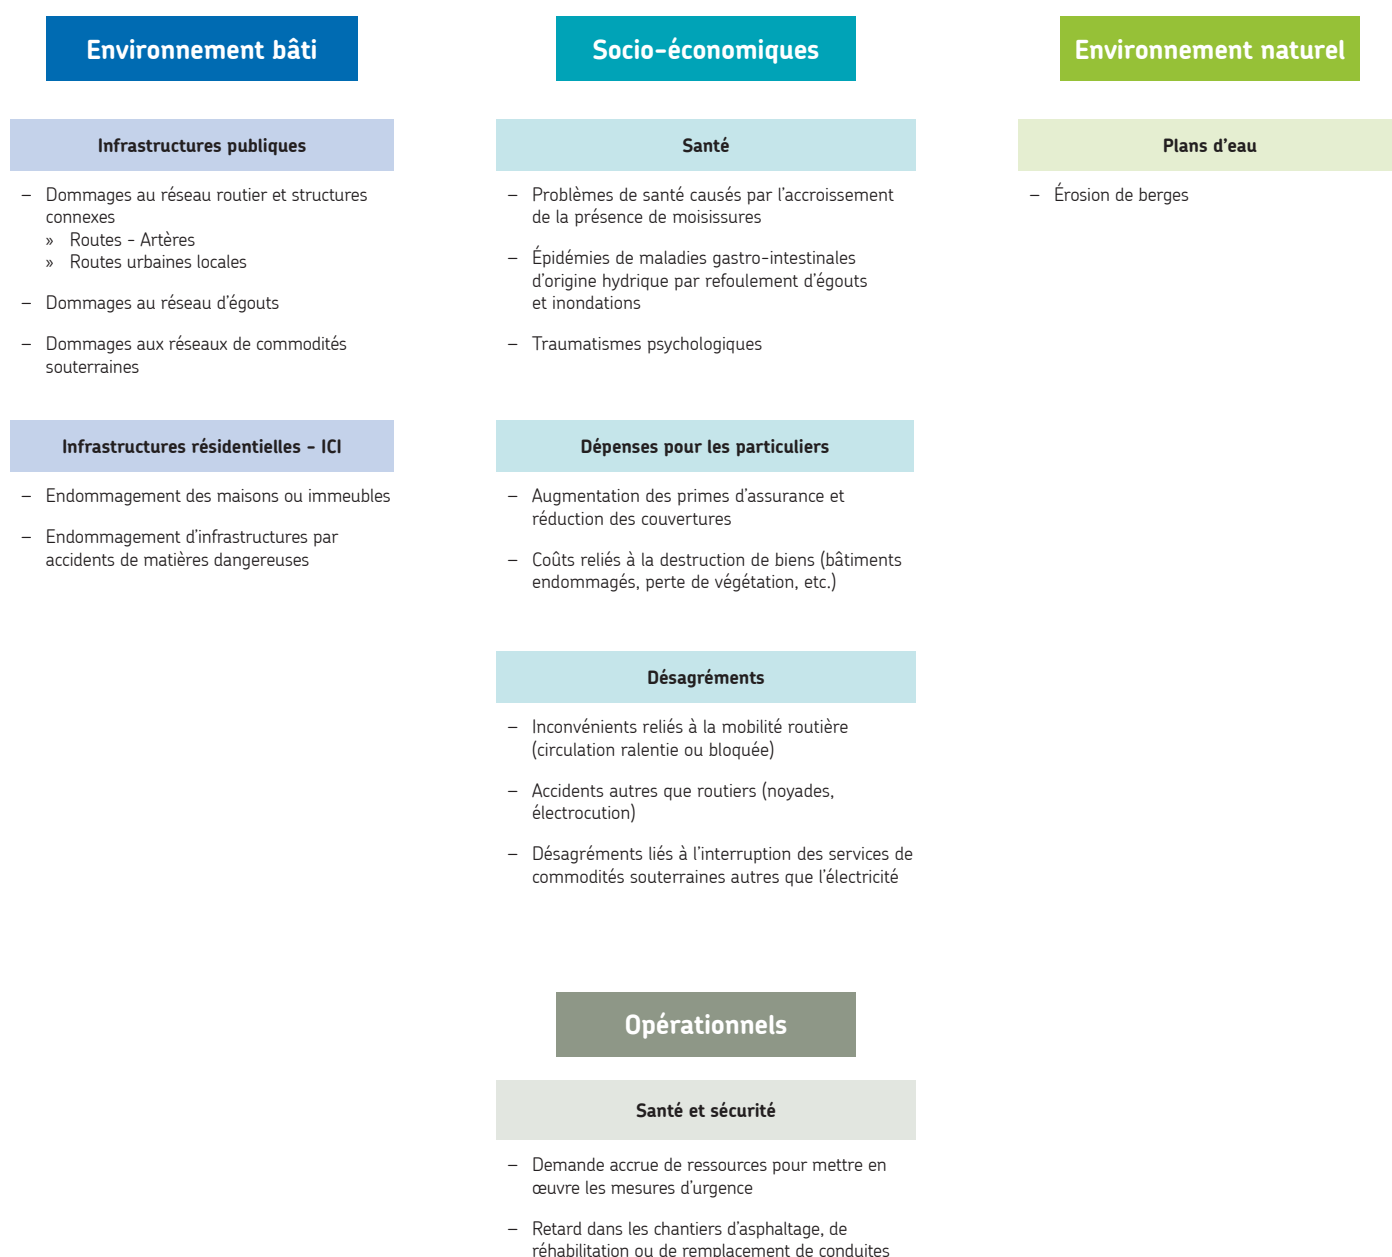 Environnement bâti
Infrastructures publiques
– Dommages au réseau routier et structures
connexes
» Routes - Artères
» Routes urbaines locales
– Dommages au réseau d'égouts
– Dommages aux réseaux de commodités
souterraines
Infrastructures résidentielles - ICI
– Endommagement des maisons ou immeubles
– Endommagement d'infrastructures par
accidents de matières dangereuses
Socio-économiques
Santé
– Problèmes de santé causés par l'accroissement
de la présence de moisissures
– Épidémies de maladies gastro-intestinales
d'origine hydrique par refoulement d'égouts
et inondations
– Traumatismes psychologiques
Dépenses pour les particuliers
– Augmentation des primes d'assurance et
réduction des couvertures
– Coûts reliés à la destruction de biens (bâtiments
endommagés, perte de végétation, etc.)
Désagréments
– Inconvénients reliés à la mobilité routière
(circulation ralentie ou bloquée)
– Accidents autres que routiers (noyades,
électrocution)
– Désagréments liés à l'interruption des services de
commodités souterraines autres que l'électricité
Environnement naturel
Plans d'eau
– Érosion de berges
Opérationnels
Santé et sécurité
– Demande accrue de ressources pour mettre en
œuvre les mesures d'urgence
– Retard dans les chantiers d'asphaltage, de
réhabilitation ou de remplacement de conduites